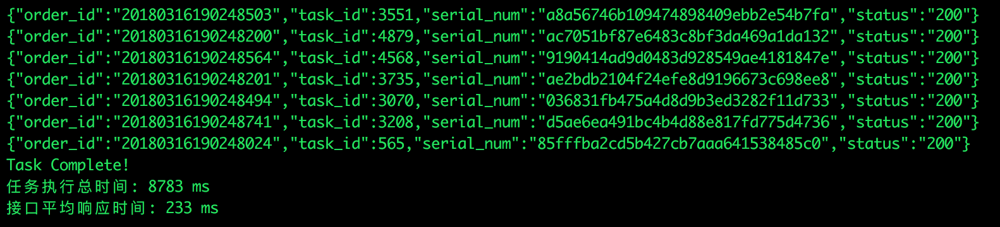 {"order_id":"20180316190248503","task_id":3551,"serial_num":"a8a56746b109474898409ebb2e54b7fa","status":"200"}
{"order_id":"20180316190248200","task_id":4879,"serial_num":"ac7051bf87e6483c8bf3da469a1da132","status":"200"}
{"order_id":"20180316190248564","task_id":4568,"serial_num":"9190414ad9d0483d928549ae4181847e","status":"200"}
{"order_id":"20180316190248201","task_id":3735,"serial_num":"ae2bdb2104f24efe8d9196673c698ee8","status":"200"}
{"order_id":"20180316190248494","task_id":3070,"serial_num":"036831fb475a4d8d9b3ed3282f11d733","status":"200"}
{"order_id":"20180316190248741","task_id":3208,"serial_num":"d5ae6ea491bc4b4d88e817fd775d4736","status":"200"}
{"order_id":"20180316190248024","task_id":565,"serial_num":"85fffba2cd5b427cb7aaa641538485c0","status":"200"}
Task Complete!
任务执行总时间: 8783 ms
接口平均响应时间: 233 ms